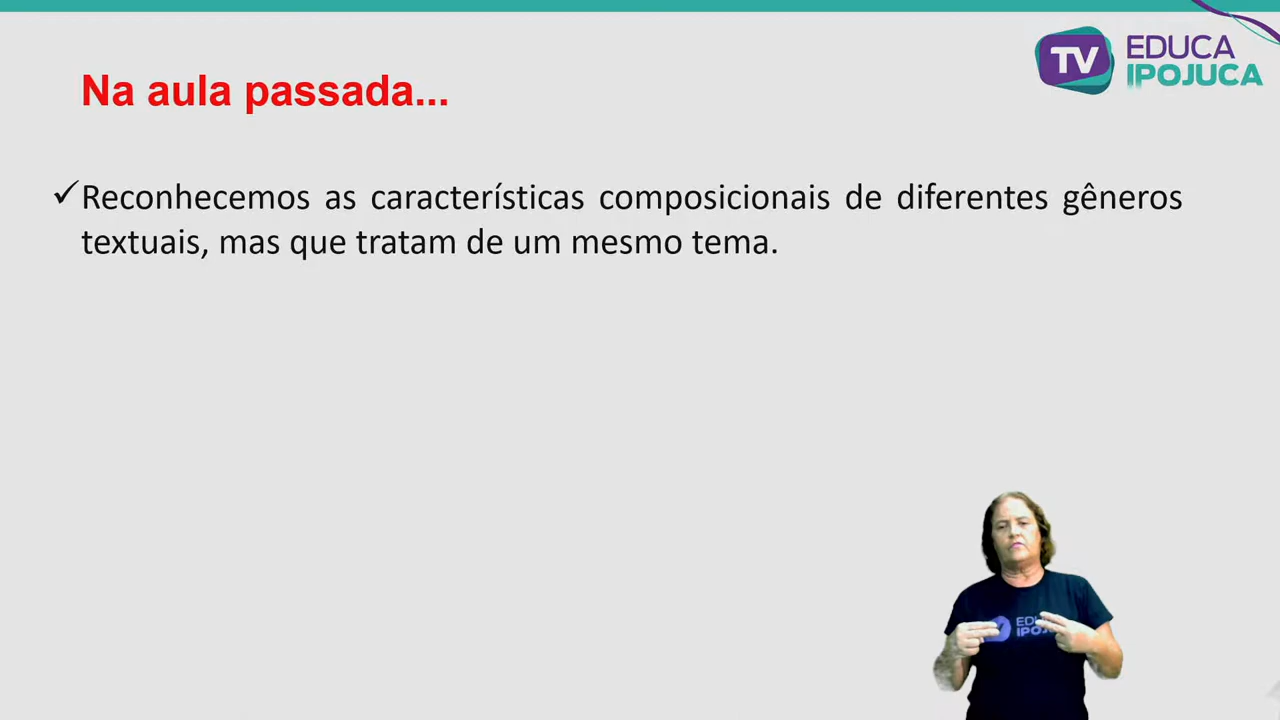 TV EDUCA
IPOJUCA
Na aula passada...
✓Reconhecemos as características composicionais de diferentes gêneros
textuais, mas que tratam de um mesmo tema.